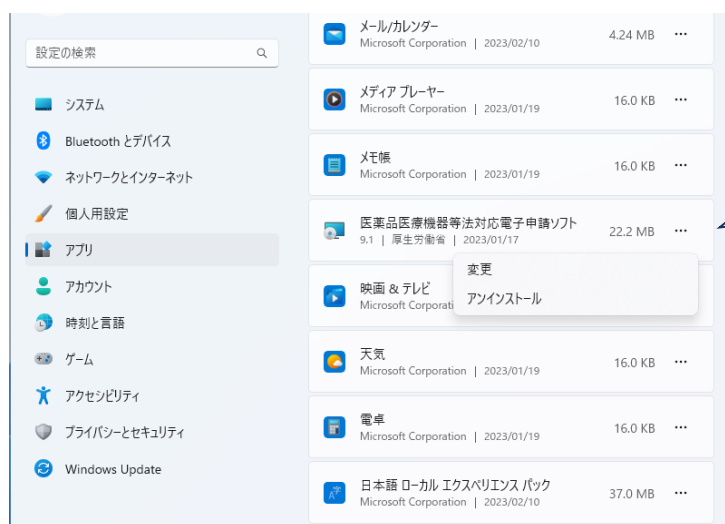 設定の検索
システム
Bluetooth とデバイス
ネットワークとインターネット
個人用設定
アプリ
アカウント
時刻と言語
ゲーム
アクセシビリティ
プライバシーとセキュリティ
Windows Update
メール/カレンダー
Microsoft Corporation | 2023/02/10
4.24 MB
メディア プレーヤー
Microsoft Corporation | 2023/01/19
16.0 KB
メモ帳
Microsoft Corporation | 2023/01/19
16.0 KB
医薬品医療機器等法対応電子申請ソフト
9.1 | 厚生労働省 | 2023/01/17
22.2 MB
変更
アンインストール
映画 & テレビ
Microsoft
天気
Microsoft Corporation | 2023/01/19
16.0 KB
電卓
Microsoft Corporation | 2023/01/19
16.0 KB
日本語 ローカル エクスペリエンス パック
Microsoft Corporation | 2023/02/10
37.0 MB